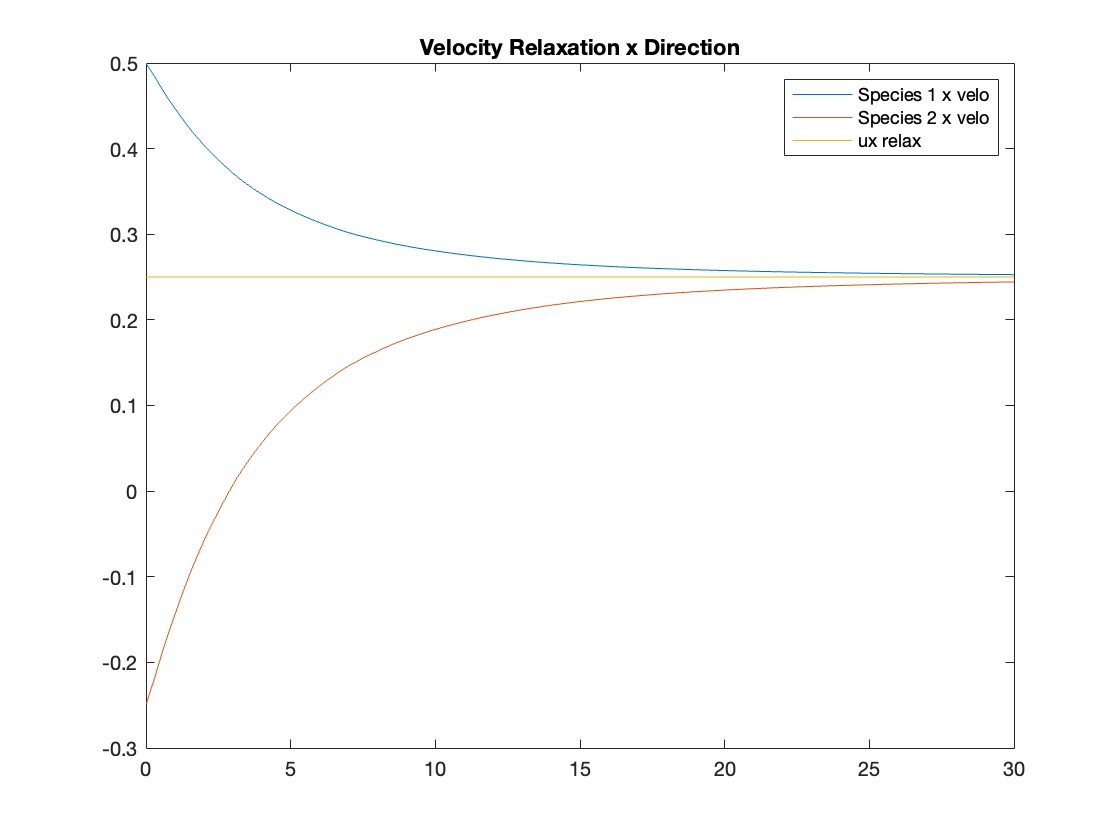 Velocity Relaxation x Direction
0.5
0.4
0.3
0.2
0.1
0
-0.1
-0.2
-0.3
Species 1 x velo
Species 2 x velo
ux relax
0 5 10 15 20 25 30